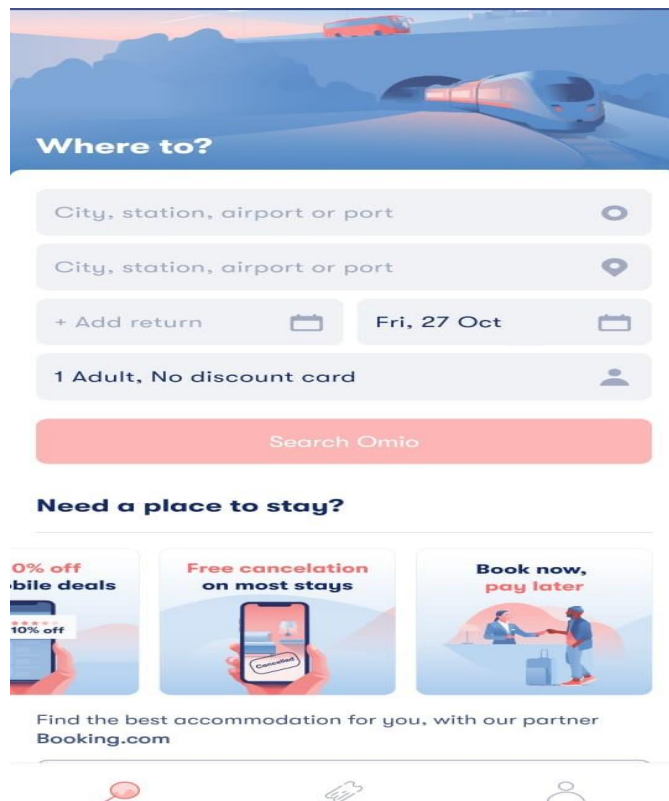 Where to?
City, station, airport or port
City, station, airport or port
+ Add return
Fri, 27 Oct
1 Adult, No discount card
Search Omio
Need a place to stay?
0% off
bile deals
10% off
Free cancelation
on most stays
Cancelled
Book now,
pay later
Find the best accommodation for you, with our partner
Booking.com